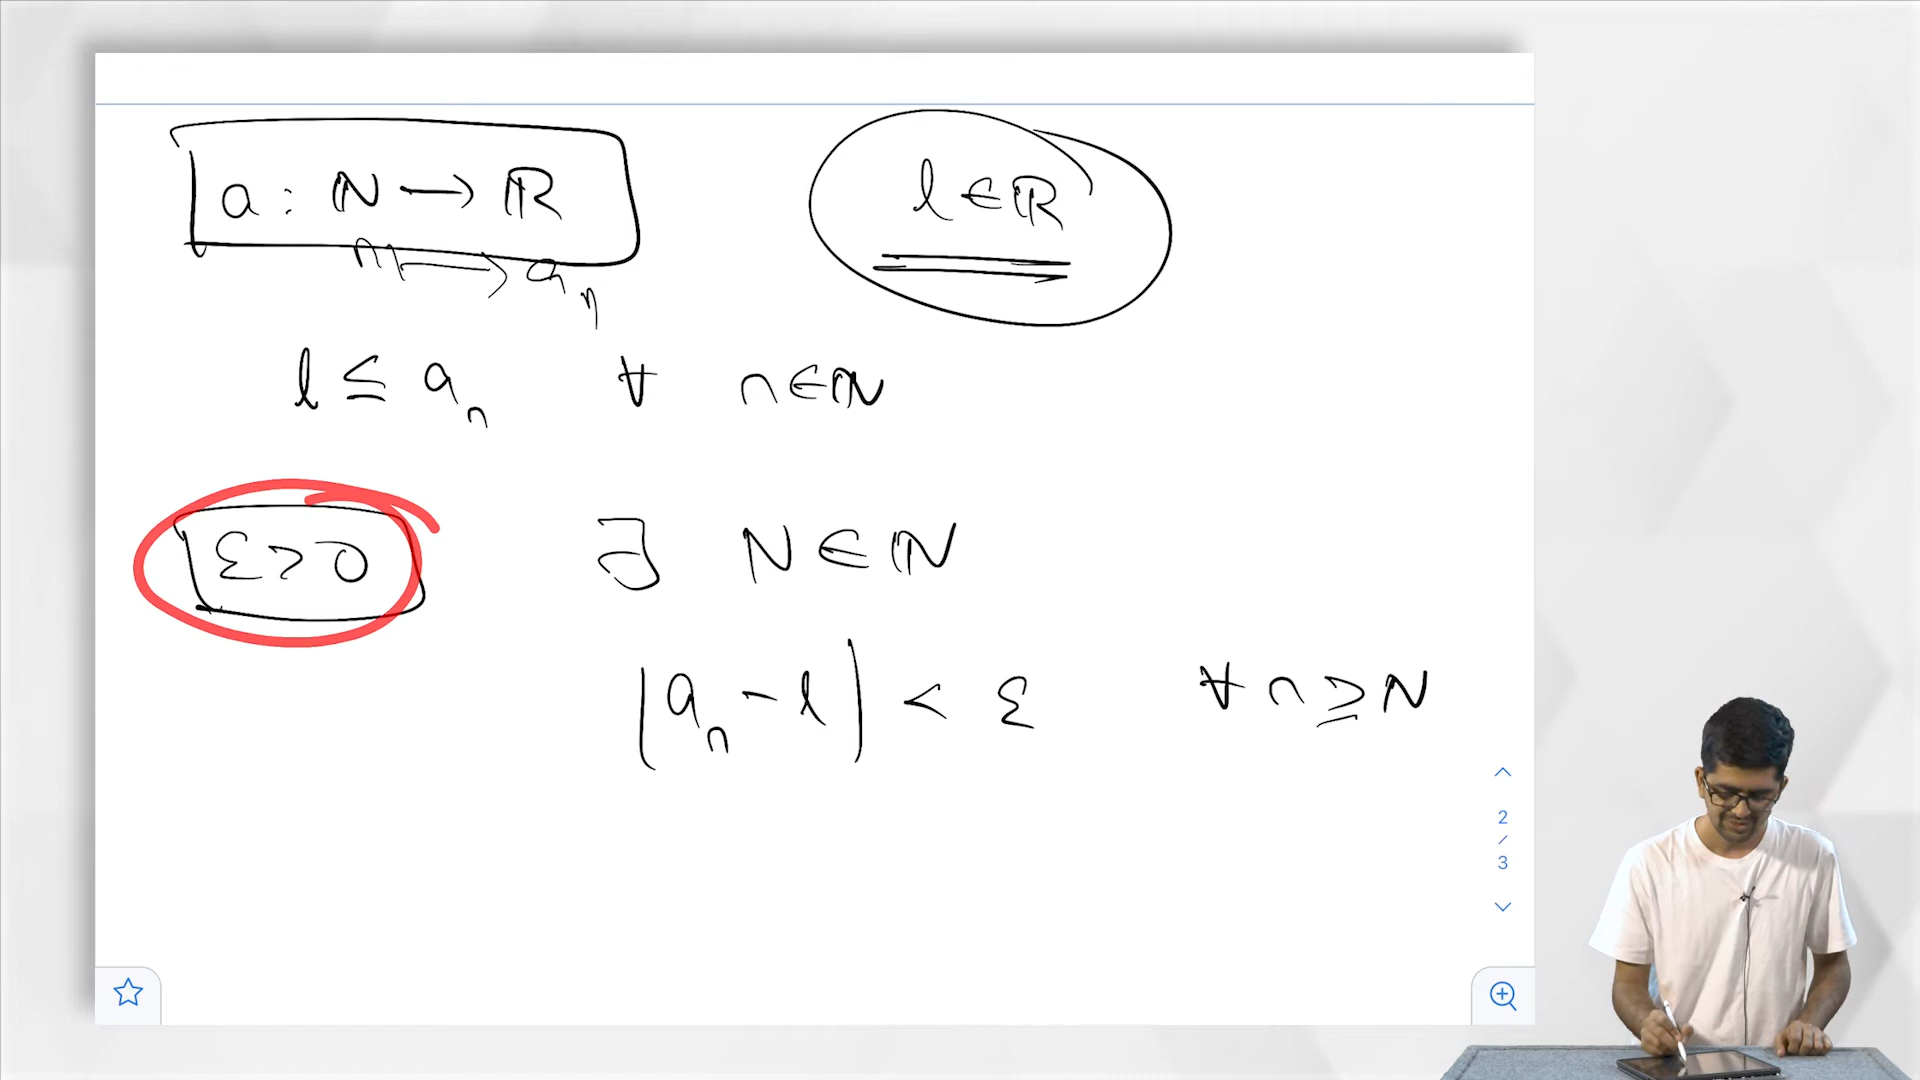 a : ℕ ⟶ ℝ
l ∈ ℝ
n ⟼ aₙ
l ≤ aₙ ∀ n ∈ ℕ
ε > 0 ∃ N ∈ ℕ
|aₙ - l| < ε ∀ n ≥ N
2
/
3